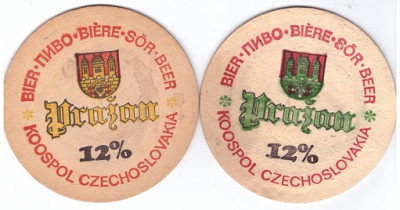 BIER · ПИВО · BIÈRE · SÖR · BEER
Pražan
12%
KOOSPOL CZECHOSLOVAKIA
BIER · ПИВО · BIÈRE · SÖR · BEER
Pražan
12%
KOOSPOL CZECHOSLOVAKIA